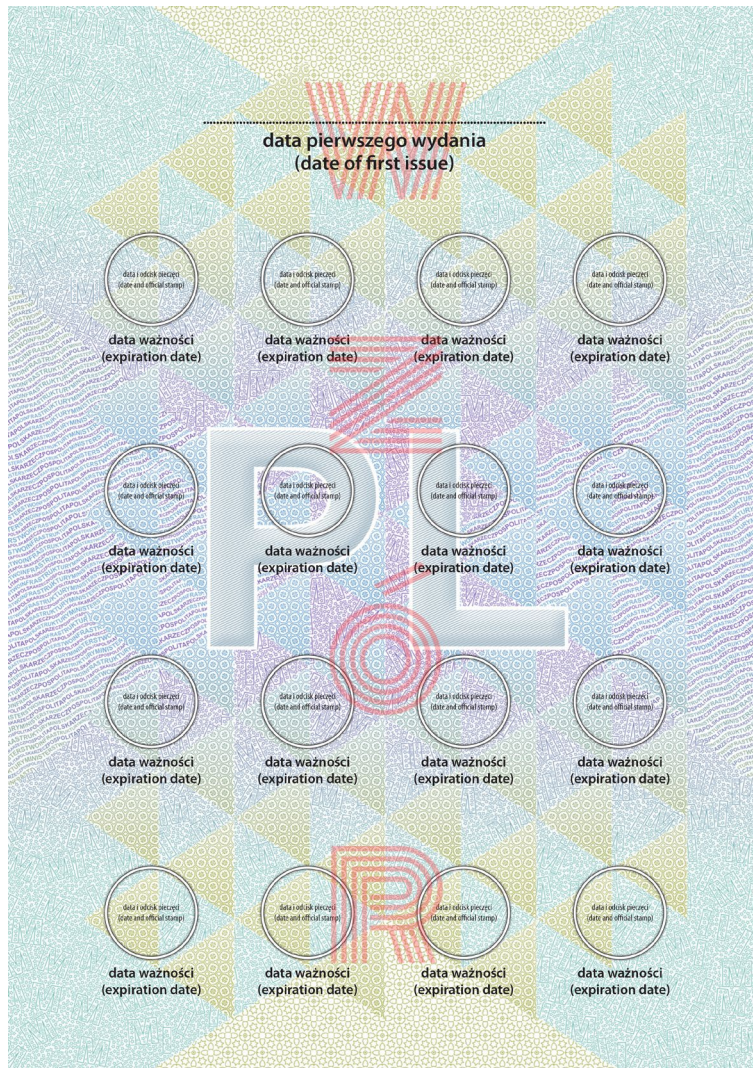 data pierwszego wydania
(date of first issue)
data i odcisk pieczęci data i odcisk pieczęci data i odcisk pieczęci data i odcisk pieczęci
(date and official stamp) (date and official stamp) (date and official stamp) (date and official stamp)
data ważności data ważności data ważności data ważności
(expiration date) (expiration date) (expiration date) (expiration date)
data i odcisk pieczęci data i odcisk pieczęci data i odcisk pieczęci data i odcisk pieczęci
(date and official stamp) (date and official stamp) (date and official stamp) (date and official stamp)
data ważności data ważności data ważności data ważności
(expiration date) (expiration date) (expiration date) (expiration date)
PL
data i odcisk pieczęci data i odcisk pieczęci data i odcisk pieczęci data i odcisk pieczęci
(date and official stamp) (date and official stamp) (date and official stamp) (date and official stamp)
data ważności data ważności data ważności data ważności
(expiration date) (expiration date) (expiration date) (expiration date)
data i odcisk pieczęci data i odcisk pieczęci data i odcisk pieczęci data i odcisk pieczęci
(date and official stamp) (date and official stamp) (date and official stamp) (date and official stamp)
data ważności data ważności data ważności data ważności
(expiration date) (expiration date) (expiration date) (expiration date)
WZÓR